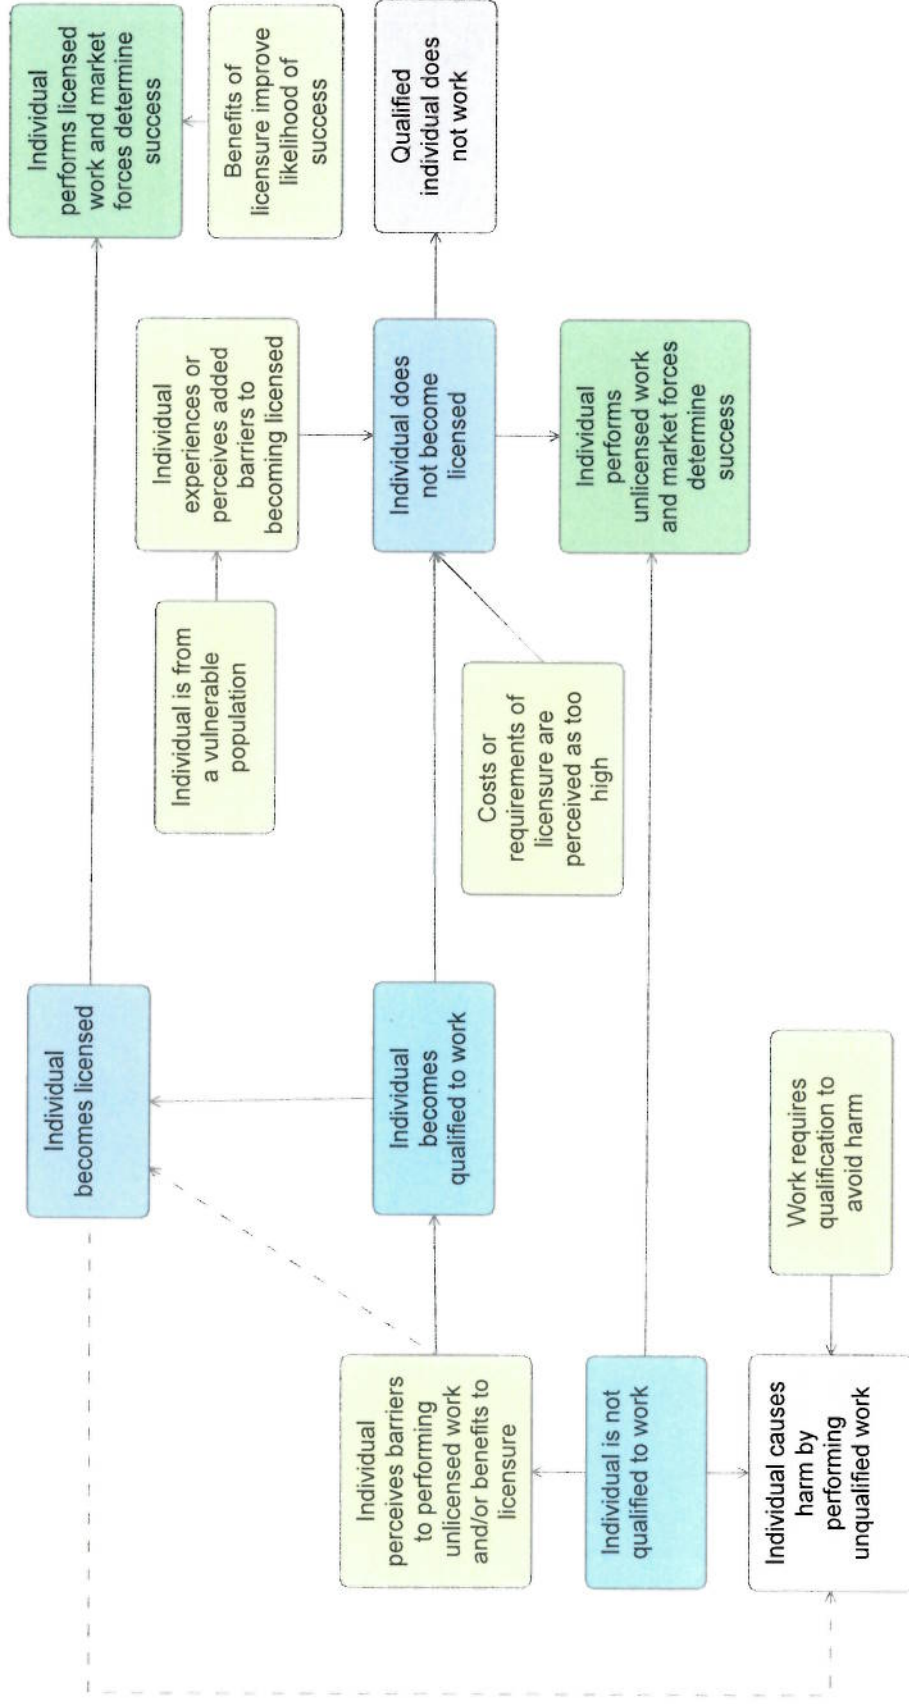 Individual
becomes licensed
Individual
performs licensed
work and market
forces determine
success
Individual is from
a vulnerable
population
Individual
experiences or
perceives added
barriers to
becoming licensed
Benefits of
licensure improve
likelihood of
success
Individual
perceives barriers
to performing
unlicensed work
and/or benefits to
licensure
Individual
becomes
qualified to work
Individual does
not become
licensed
Qualified
individual does
not work
Costs or
requirements of
licensure are
perceived as too
high
Individual is not
qualified to work
Individual
performs
unlicensed work
and market forces
determine
success
Individual causes
harm by
performing
unqualified work
Work requires
qualification to
avoid harm